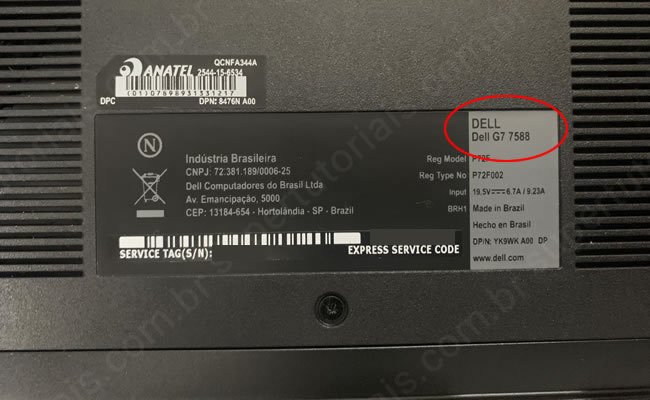 QCNFA344A
ANATEL
2544-15-6534
(01)07898931331217
DPC
DPN: 8476N A00
N
Indústria Brasileira
CNPJ: 72.381.189/0006-25
Dell Computadores do Brasil Ltda
Av. Emancipação, 5000
CEP: 13184-654 - Hortolândia - SP - Brazil
SERVICE TAG(S/N):
EXPRESS SERVICE CODE
DELL
Dell G7 7588
Reg Model P72F
Reg Type No P72F002
Input 19.5V 6.7A / 9.23A
BRH1 Made in Brazil
Hecho en Brasil
DP/N: YK9WK A00 DP
www.dell.com